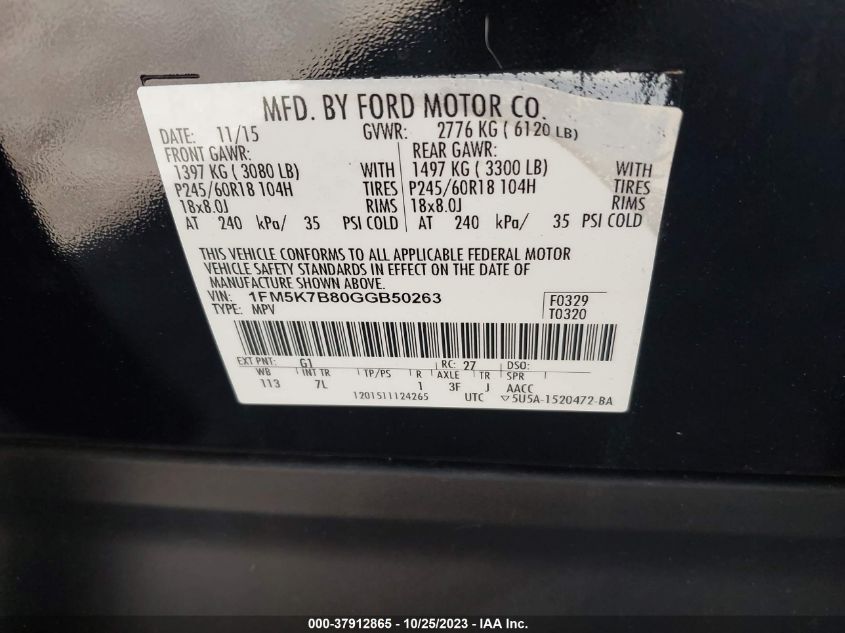 MFD. BY FORD MOTOR CO.
DATE: 11/15 GVWR: 2776 KG ( 6120 LB)
FRONT GAWR: REAR GAWR:
1397 KG ( 3080 LB) WITH 1497 KG ( 3300 LB) WITH
P245/60R18 104H TIRES P245/60R18 104H TIRES
18x8.0J RIMS 18x8.0J RIMS
AT 240 kPa/ 35 PSI COLD AT 240 kPa/ 35 PSI COLD
THIS VEHICLE CONFORMS TO ALL APPLICABLE FEDERAL MOTOR
VEHICLE SAFETY STANDARDS IN EFFECT ON THE DATE OF
MANUFACTURE SHOWN ABOVE.
VIN: 1FM5K7B80GGB50263 F0329
TYPE: MPV T0320
EXT PNT: G1 RC: 27 DSO:
WB INT TR TP/PS R AXLE TR SPR
113 7L 1 3F J AACC
1201511124265 UTC ▽5U5A-1520472-BA
000-37912865 - 10/25/2023 - IAA Inc.